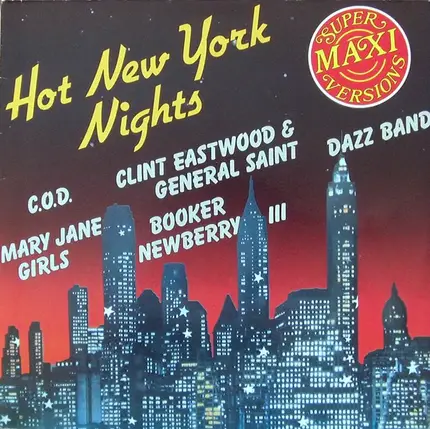 Hot New York
Nights
SUPER
MAXI
VERSIONS
C.O.D.
CLINT EASTWOOD &
GENERAL SAINT
DAZZ BAND
MARY JANE
GIRLS
BOOKER
NEWBERRY III